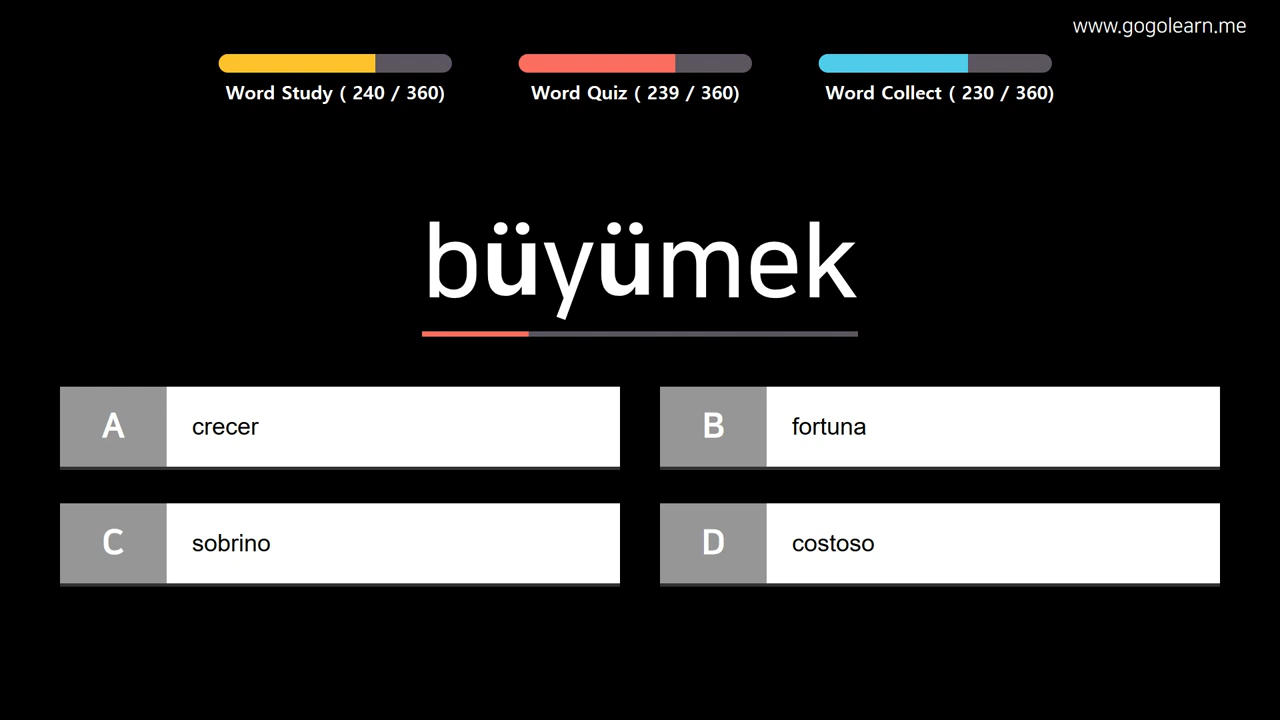 www.gogolearn.me
Word Study ( 240 / 360)
Word Quiz ( 239 / 360)
Word Collect ( 230 / 360)
büyümek
A crecer
B fortuna
C sobrino
D costoso